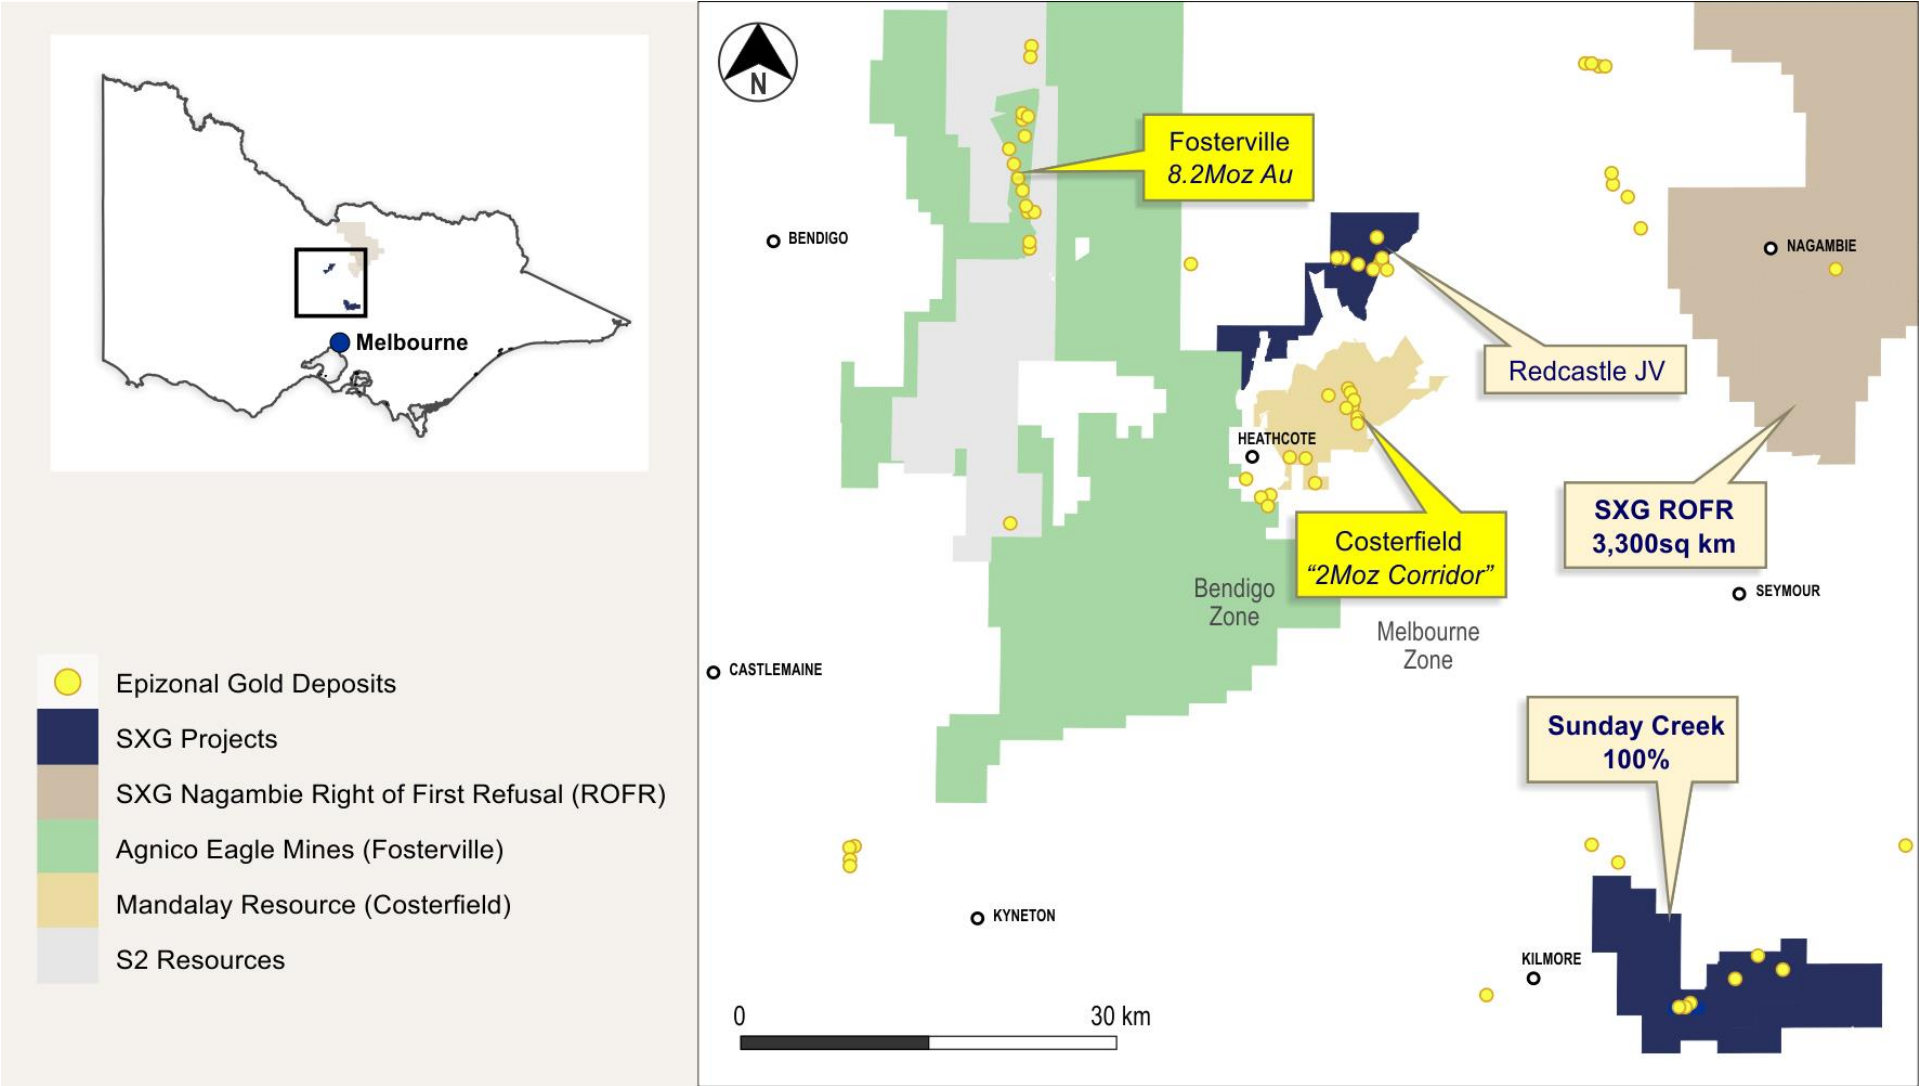 Melbourne
Epizonal Gold Deposits
SXG Projects
SXG Nagambie Right of First Refusal (ROFR)
Agnico Eagle Mines (Fosterville)
Mandalay Resource (Costerfield)
S2 Resources
N
Fosterville
8.2Moz Au
BENDIGO
NAGAMBIE
Redcastle JV
HEATHCOTE
SXG ROFR
3,300sq km
Costerfield
“2Moz Corridor”
Bendigo
Zone
SEYMOUR
Melbourne
Zone
CASTLEMAINE
Sunday Creek
100%
KYNETON
KILMORE
0
30 km